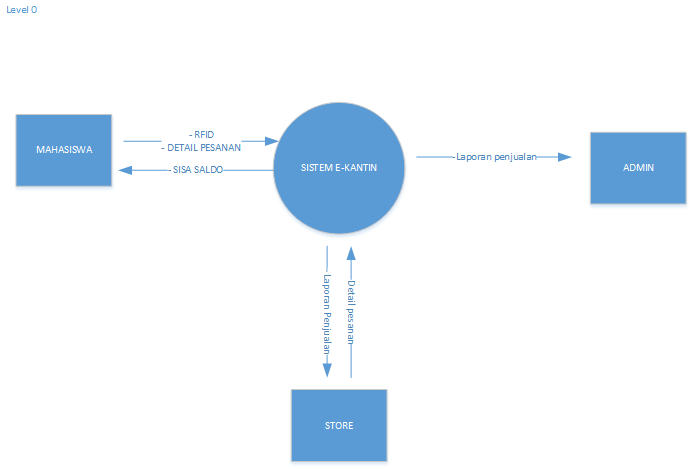 Level 0
MAHASISWA
- RFID
- DETAIL PESANAN
- SISA SALDO
SISTEM E-KANTIN
-Laporan penjualan
ADMIN
Laporan Penjualan
Detail pesanan
STORE